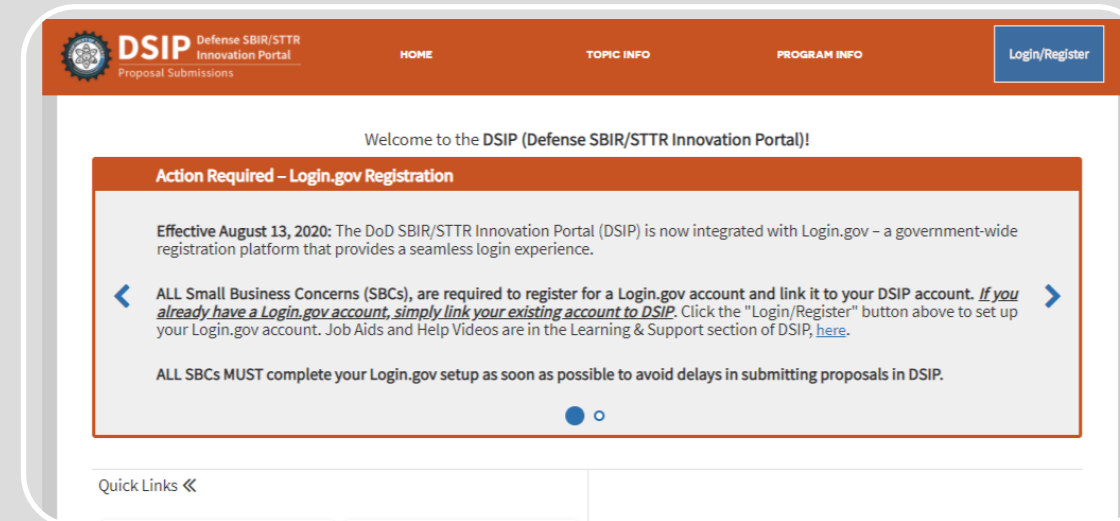 DSIP Defense SBIR/STTR
Innovation Portal
Proposal Submissions
HOME
TOPIC INFO
PROGRAM INFO
Login/Register
Welcome to the DSIP (Defense SBIR/STTR Innovation Portal)!
Action Required – Login.gov Registration
Effective August 13, 2020: The DoD SBIR/STTR Innovation Portal (DSIP) is now integrated with Login.gov – a government-wide
registration platform that provides a seamless login experience.
ALL Small Business Concerns (SBCs), are required to register for a Login.gov account and link it to your DSIP account. If you
already have a Login.gov account, simply link your existing account to DSIP. Click the "Login/Register" button above to set up
your Login.gov account. Job Aids and Help Videos are in the Learning & Support section of DSIP, here.
ALL SBCs MUST complete your Login.gov setup as soon as possible to avoid delays in submitting proposals in DSIP.
Quick Links